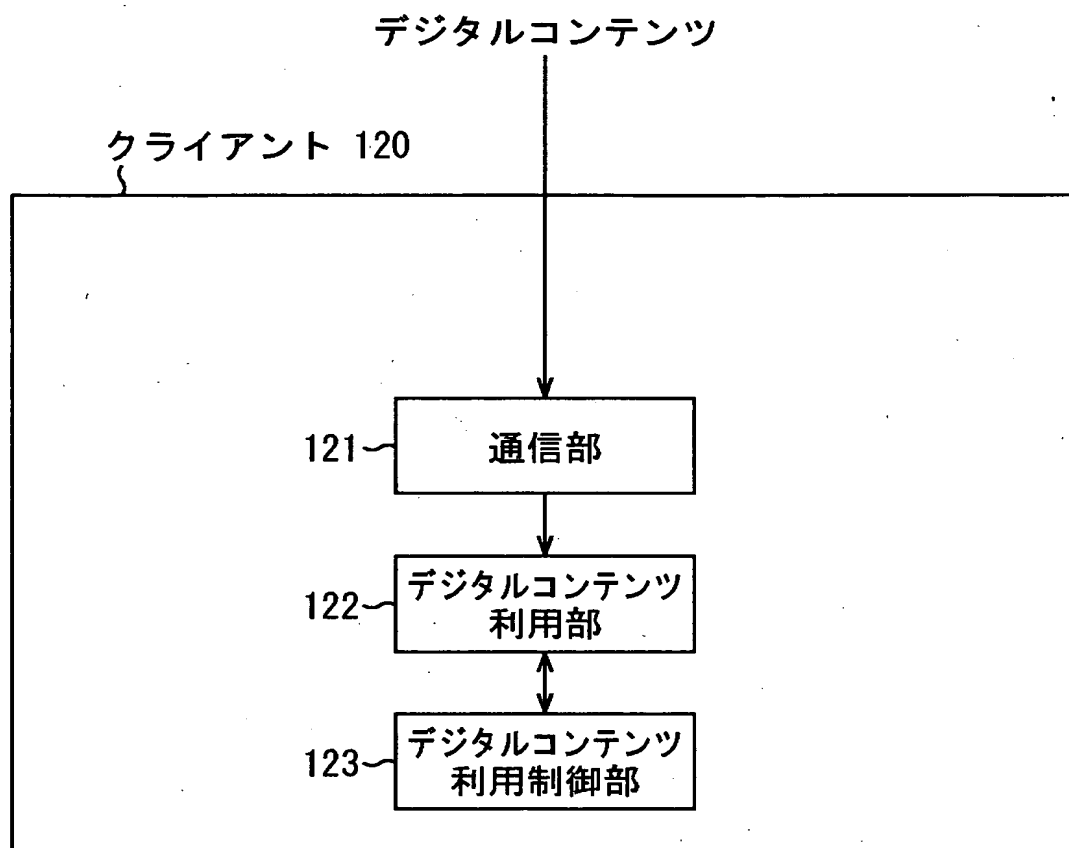 デジタルコンテンツ
クライアント 120
121
通信部
122
デジタルコンテンツ
利用部
123
デジタルコンテンツ
利用制御部